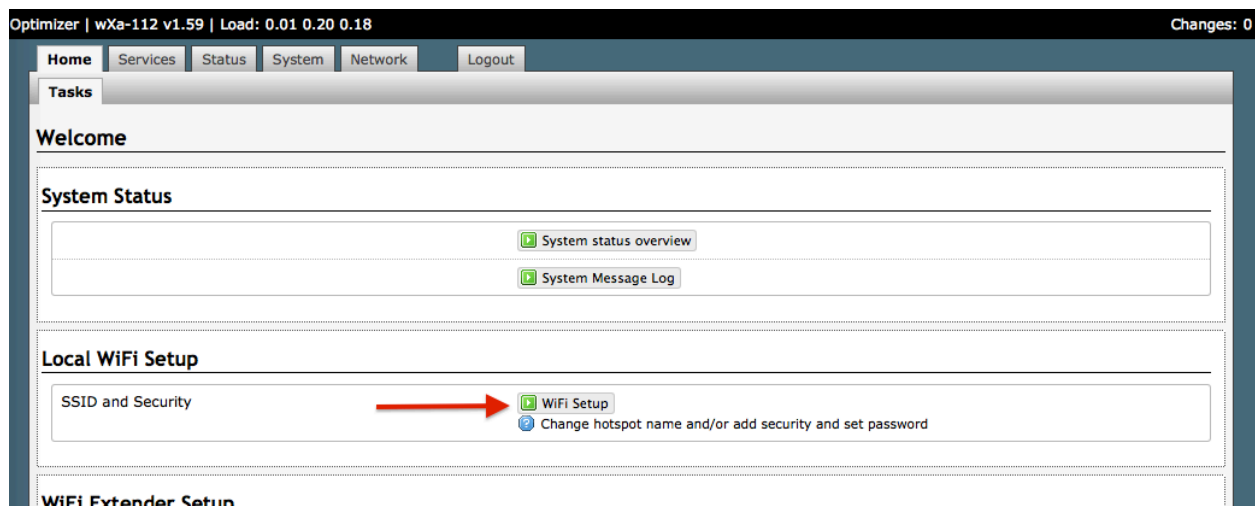 Optimizer | wXa-112 v1.59 | Load: 0.01 0.20 0.18 Changes: 0
Home Services Status System Network Logout
Tasks
Welcome
System Status
System status overview
System Message Log
Local WiFi Setup
SSID and Security WiFi Setup
Change hotspot name and/or add security and set password
WiFi Extender Setup